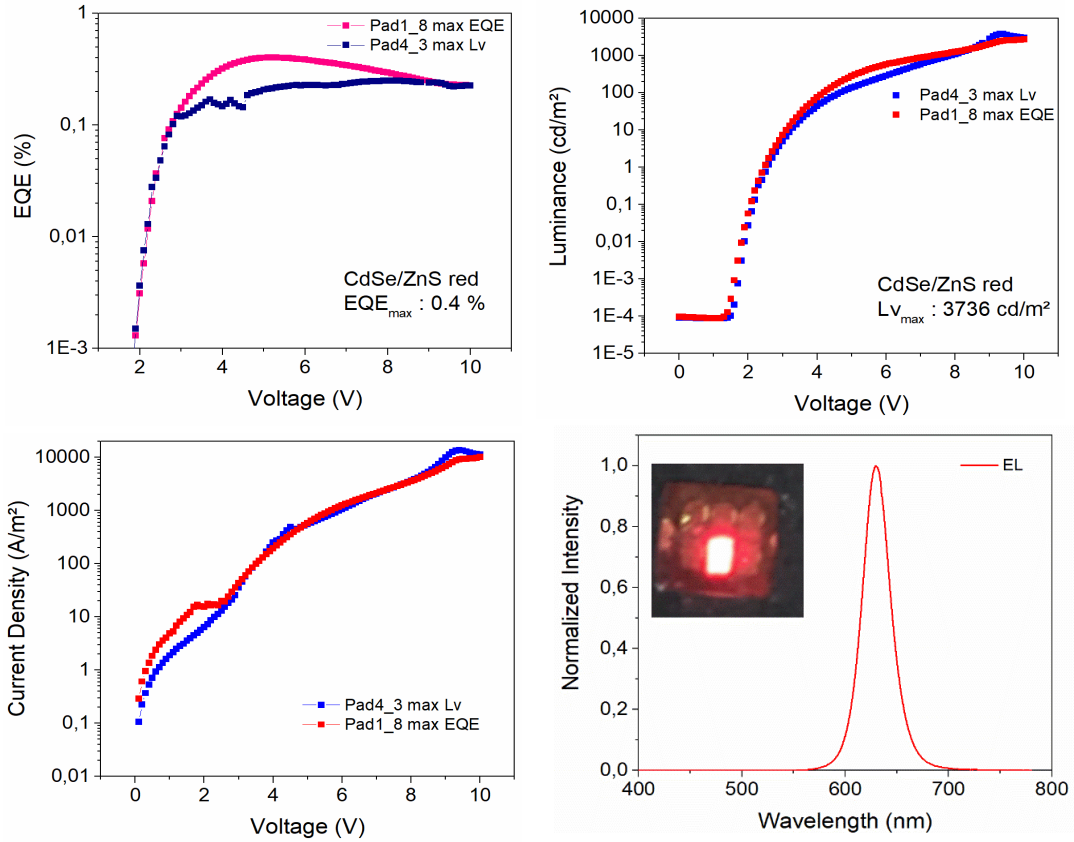 1
0,1
0,01
1E-3
EQE (%)
Pad1_8 max EQE
Pad4_3 max Lv
CdSe/ZnS red
EQEmax : 0.4 %
2 4 6 8 10
Voltage (V)
10000
1000
100
10
1
0,1
0,01
1E-3
1E-4
1E-5
Luminance (cd/m²)
Pad4_3 max Lv
Pad1_8 max EQE
CdSe/ZnS red
Lvmax : 3736 cd/m²
0 2 4 6 8 10
Voltage (V)
10000
1000
100
10
1
0,1
0,01
Current Density (A/m²)
Pad4_3 max Lv
Pad1_8 max EQE
0 2 4 6 8 10
Voltage (V)
1,0
0,8
0,6
0,4
0,2
0,0
Normalized Intensity
EL
400 500 600 700 800
Wavelength (nm)